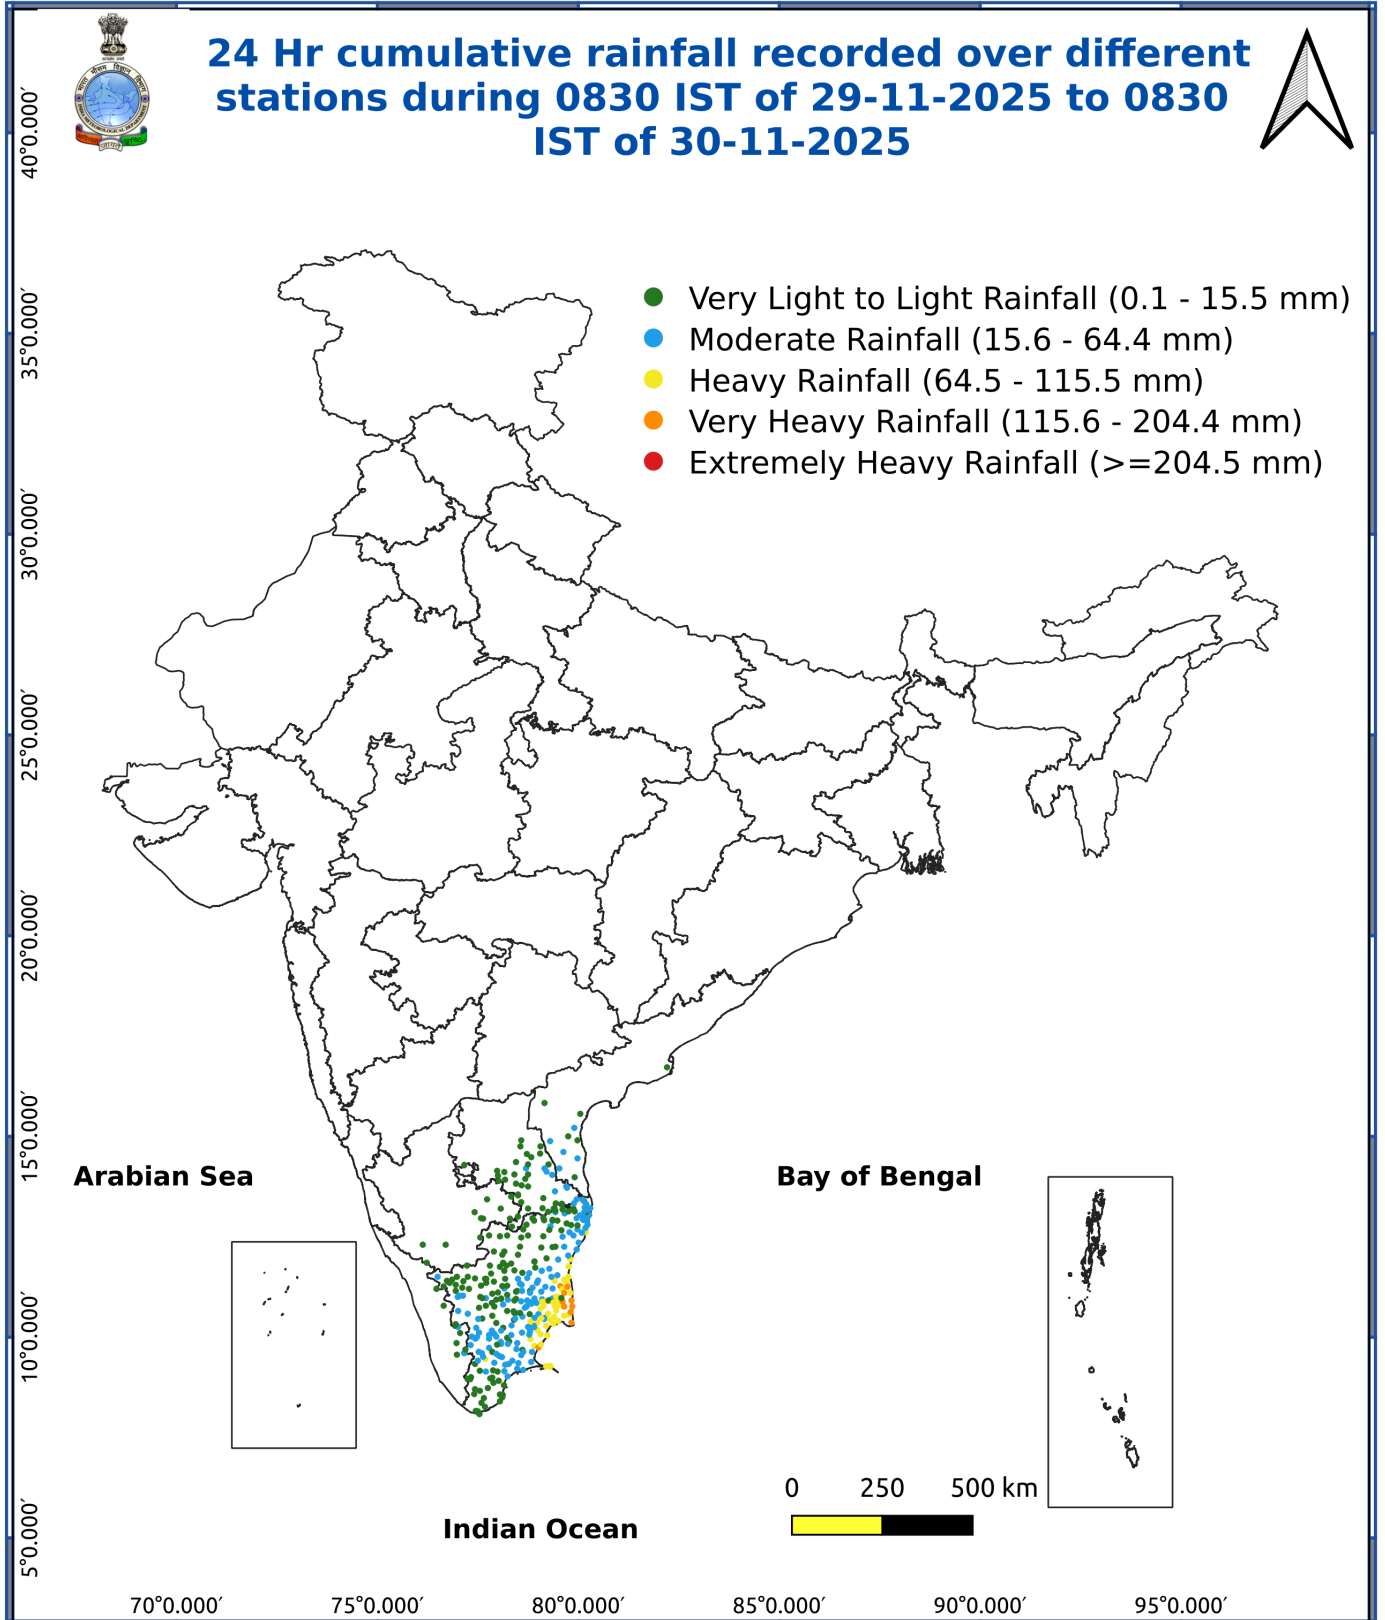 24 Hr cumulative rainfall recorded over different
stations during 0830 IST of 29-11-2025 to 0830
IST of 30-11-2025
Very Light to Light Rainfall (0.1 - 15.5 mm)
Moderate Rainfall (15.6 - 64.4 mm)
Heavy Rainfall (64.5 - 115.5 mm)
Very Heavy Rainfall (115.6 - 204.4 mm)
Extremely Heavy Rainfall (>=204.5 mm)
40°0.000′
35°0.000′
30°0.000′
25°0.000′
20°0.000′
15°0.000′
10°0.000′
5°0.000′
Arabian Sea
Bay of Bengal
Indian Ocean
0 250 500 km
70°0.000′ 75°0.000′ 80°0.000′ 85°0.000′ 90°0.000′ 95°0.000′